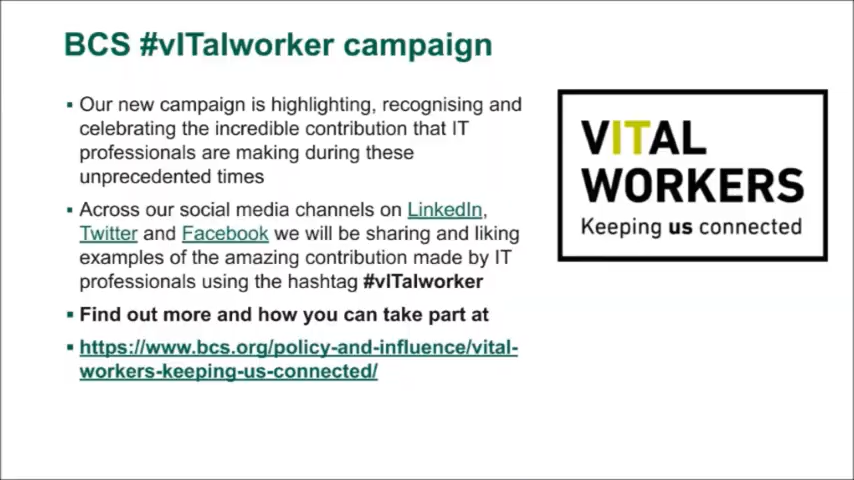 BCS #vITalworker campaign
▪ Our new campaign is highlighting, recognising and
celebrating the incredible contribution that IT
professionals are making during these
unprecedented times
▪ Across our social media channels on LinkedIn,
Twitter and Facebook we will be sharing and liking
examples of the amazing contribution made by IT
professionals using the hashtag #vITalworker
▪ Find out more and how you can take part at
▪ https://www.bcs.org/policy-and-influence/vital-
workers-keeping-us-connected/
VITAL
WORKERS
Keeping us connected